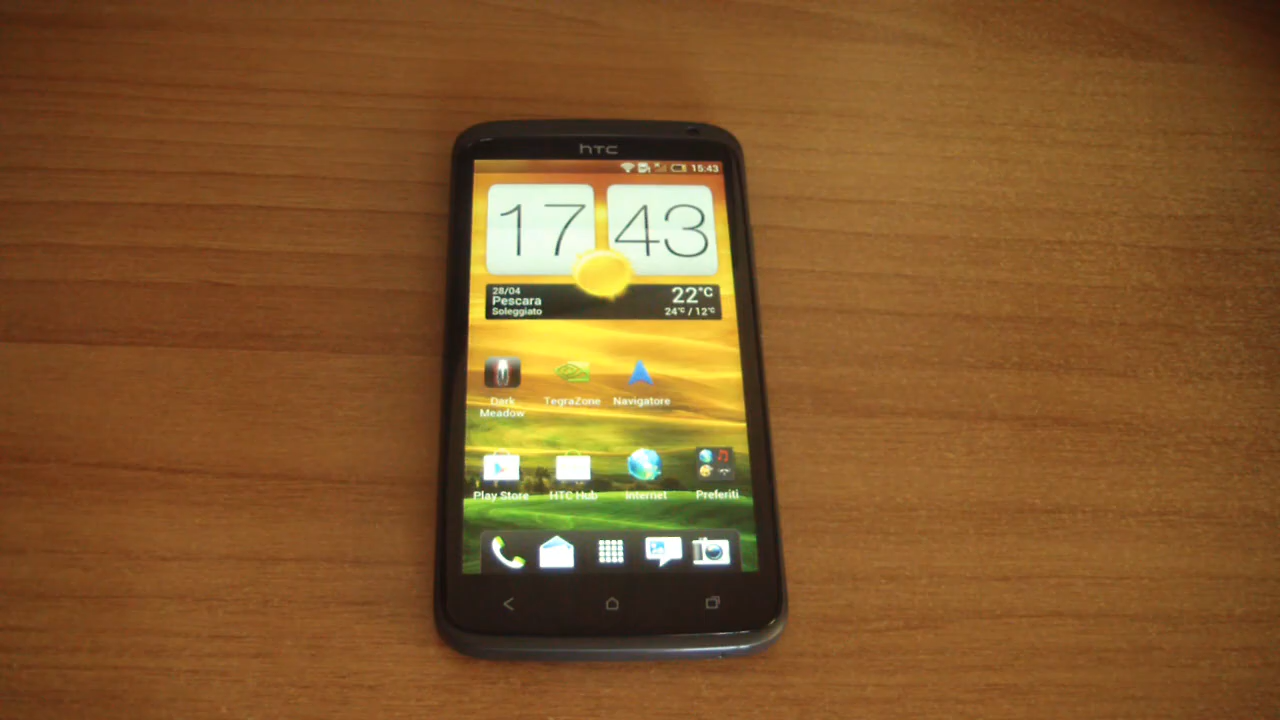 hTC
15:43
17 43
28/04
Pescara 22°C
Soleggiato 24°C / 12°C
Dark Meadow TegraZone Navigatore
Play Store HTC Hub Internet Preferiti